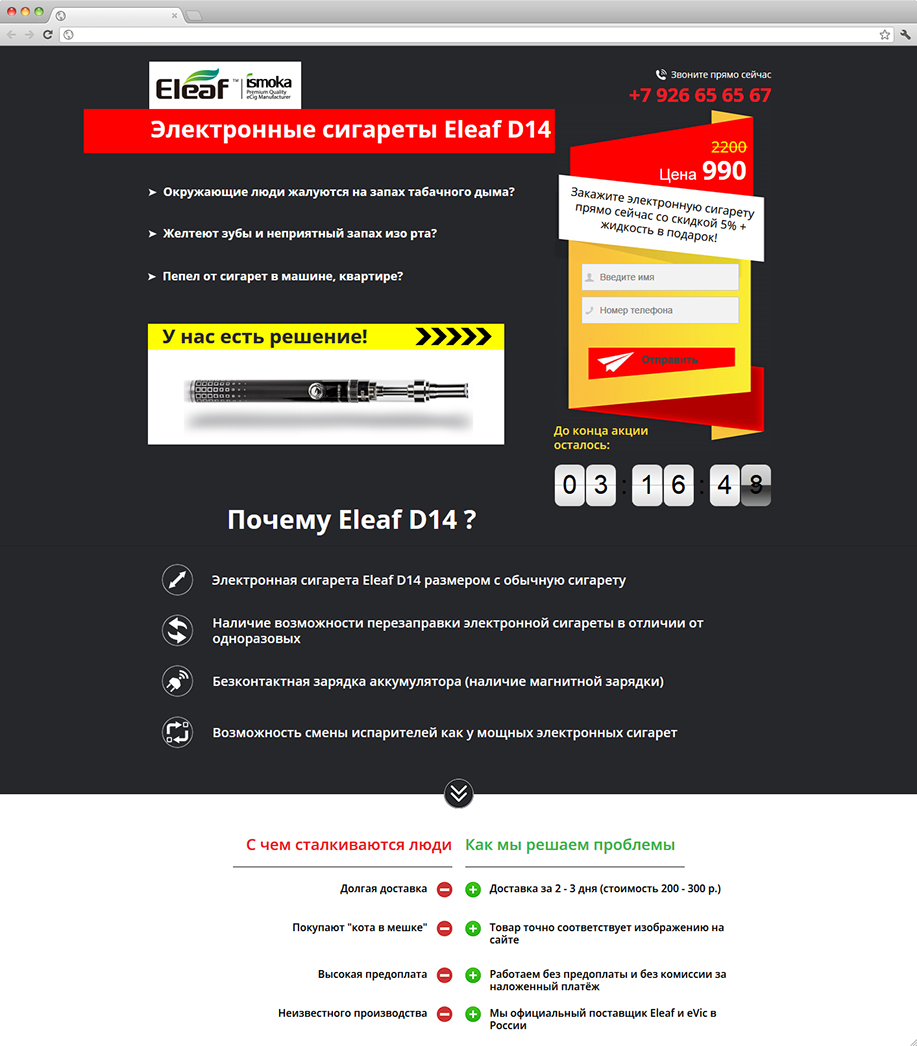 Eleaf™
ismoka
Premium Quality
eCig Manufacturer
Звоните прямо сейчас
+7 926 65 65 67
Электронные сигареты Eleaf D14
2200
Цена 990
Закажите электронную сигарету
прямо сейчас со скидкой 5% +
жидкость в подарок!
➤ Окружающие люди жалуются на запах табачного дыма?
➤ Желтеют зубы и неприятный запах изо рта?
➤ Пепел от сигарет в машине, квартире?
Введите имя
Номер телефона
Отправить
У нас есть решение!
До конца акции
осталось:
03:16:48
Почему Eleaf D14 ?
Электронная сигарета Eleaf D14 размером с обычную сигарету
Наличие возможности перезаправки электронной сигареты в отличии от
одноразовых
Безконтактная зарядка аккумулятора (наличие магнитной зарядки)
Возможность смены испарителей как у мощных электронных сигарет
С чем сталкиваются люди
Как мы решаем проблемы
Долгая доставка
Доставка за 2 - 3 дня (стоимость 200 - 300 р.)
Покупают "кота в мешке"
Товар точно соответствует изображению на
сайте
Высокая предоплата
Работаем без предоплаты и без комиссии за
наложенный платёж
Неизвестного производства
Мы официальный поставщик Eleaf и eVic в
России